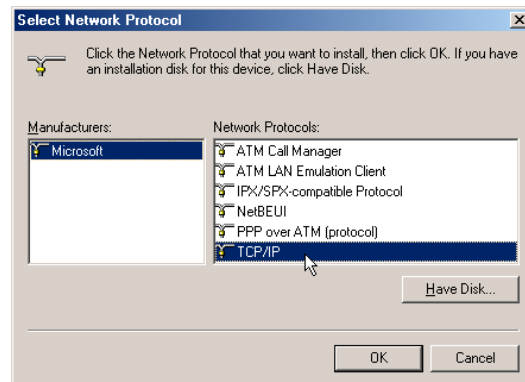 Select Network Protocol
Click the Network Protocol that you want to install, then click OK. If you have
an installation disk for this device, click Have Disk.
Manufacturers:
Microsoft
Network Protocols:
ATM Call Manager
ATM LAN Emulation Client
IPX/SPX-compatible Protocol
NetBEUI
PPP over ATM (protocol)
TCP/IP
Have Disk...
OK
Cancel